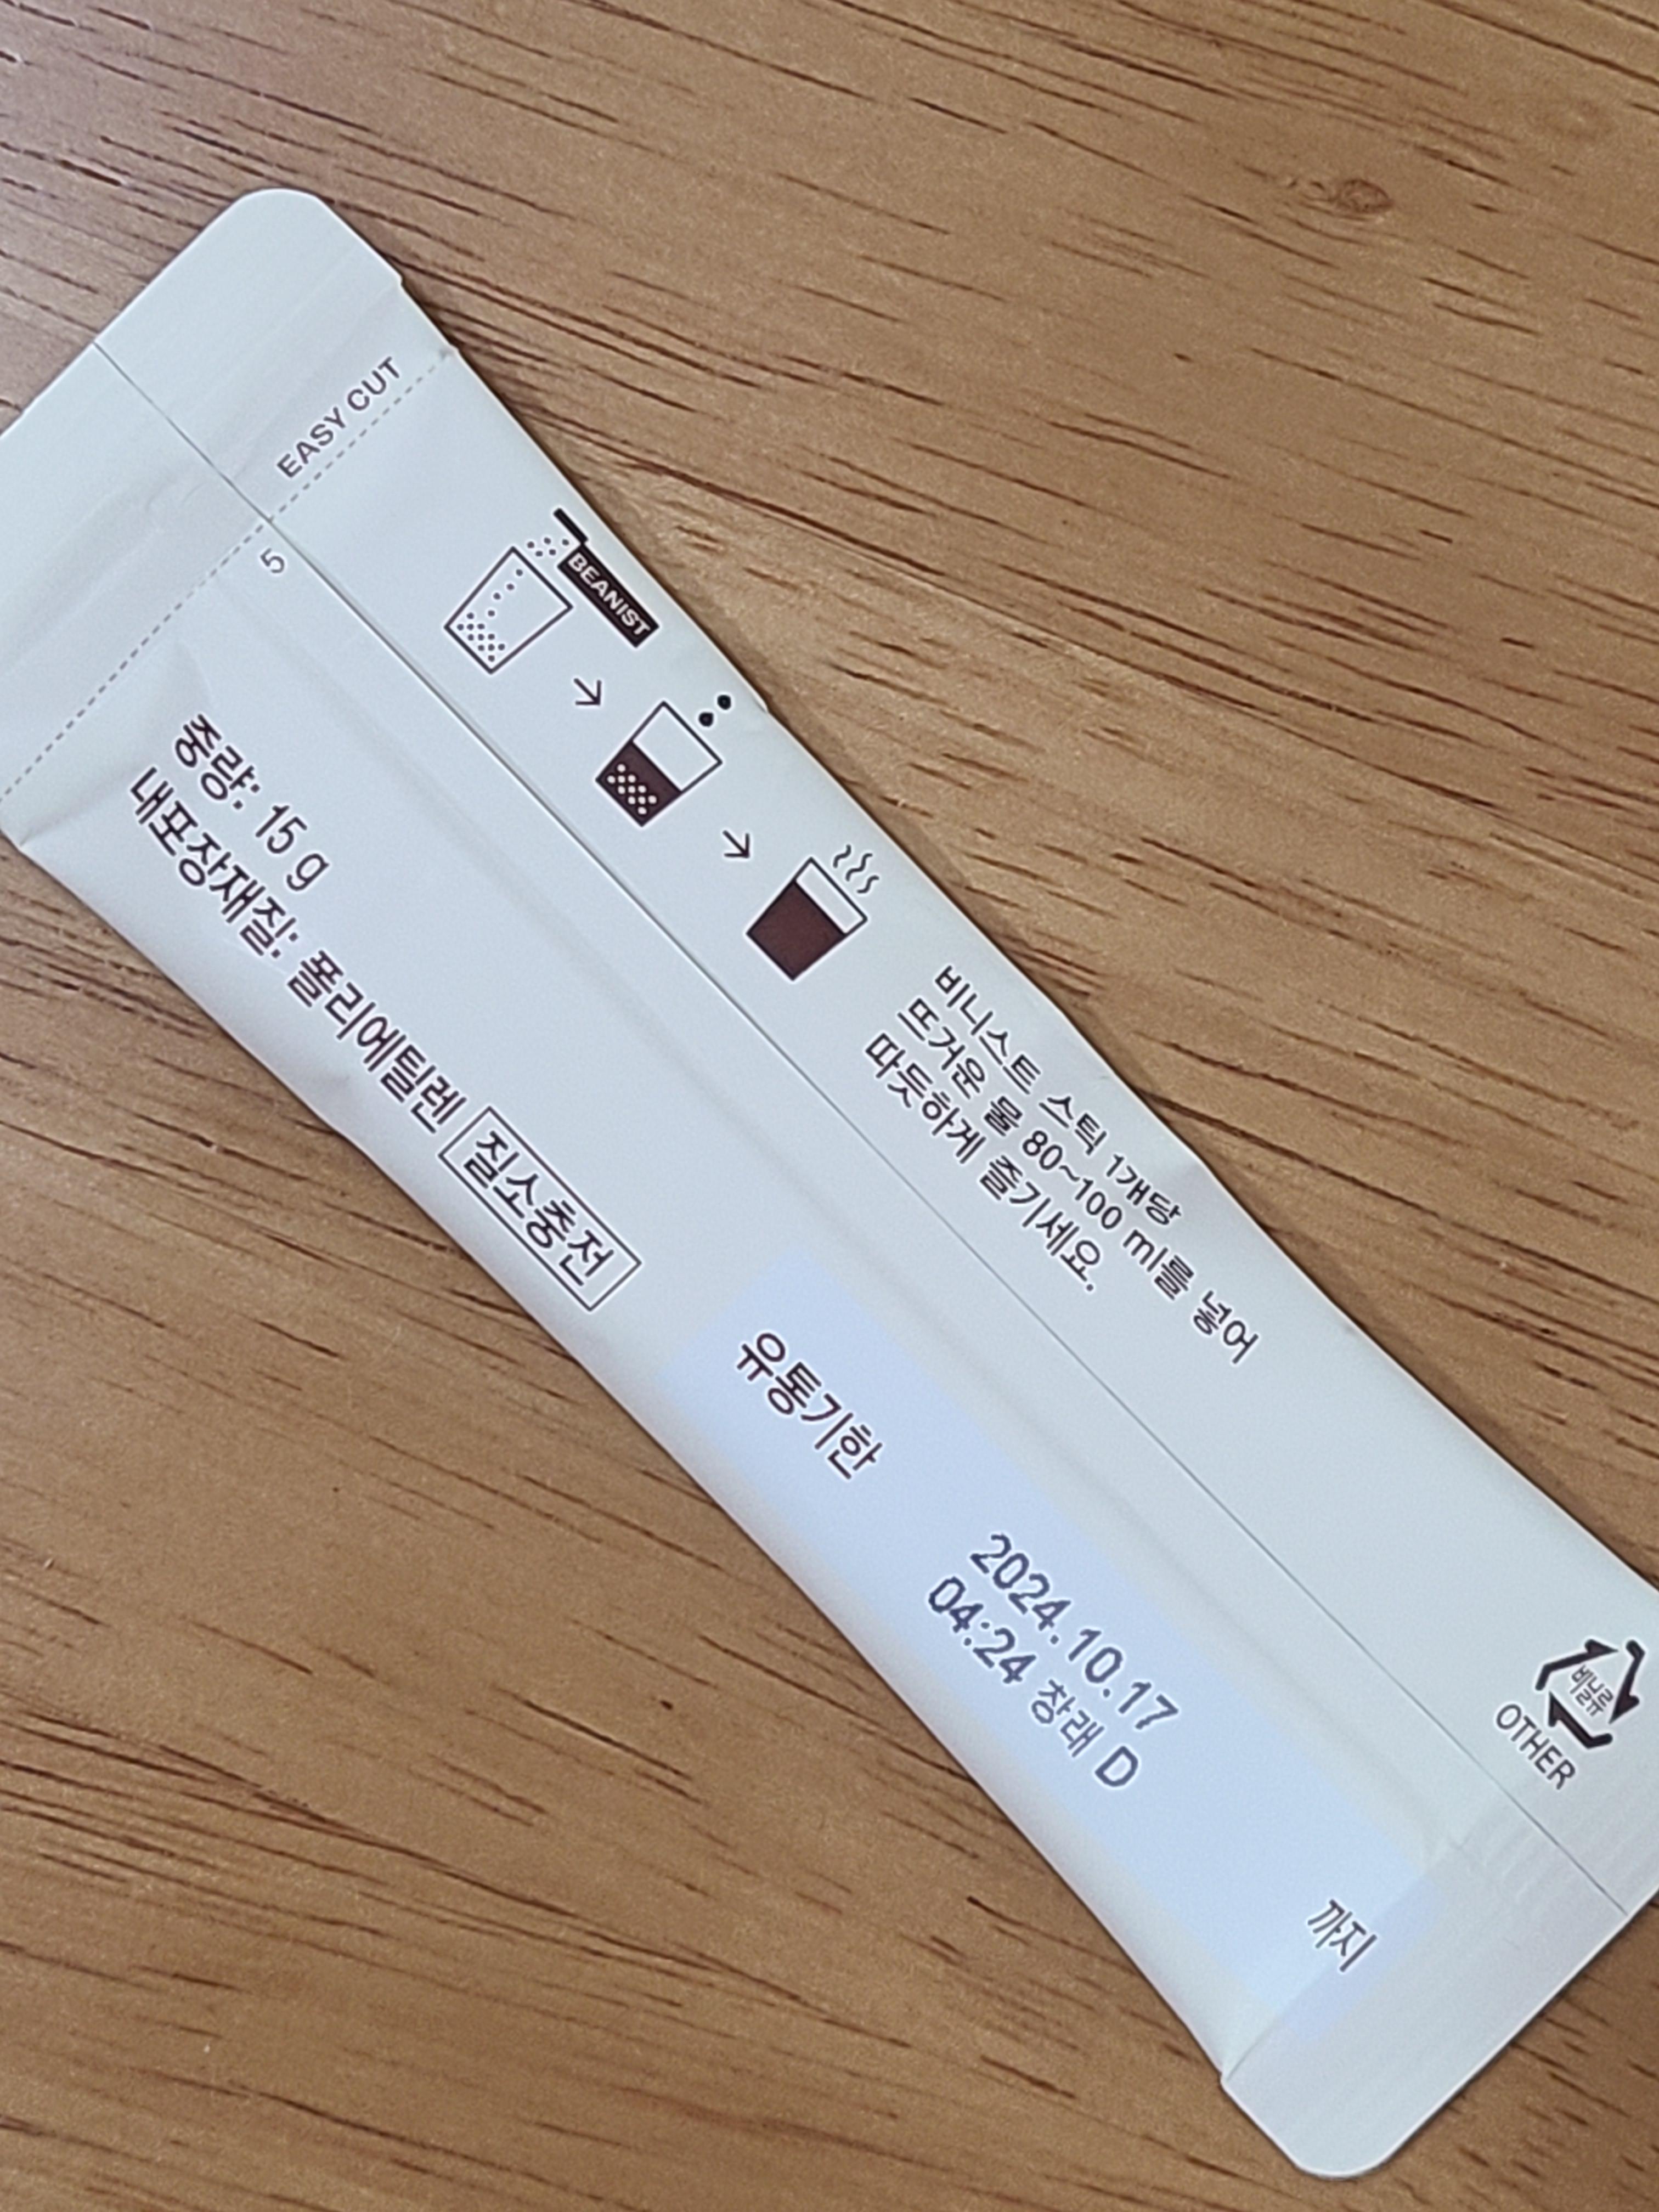 EASY CUT
5
BEANIST
비니스트 스틱 1개당
뜨거운 물 80~100 ml를 넣어
따듯하게 즐기세요.
중량: 15 g
내포장재질: 폴리에틸렌 질소충전
유통기한
2024.10.17
04:24 창래 D
까지
비닐류
OTHER